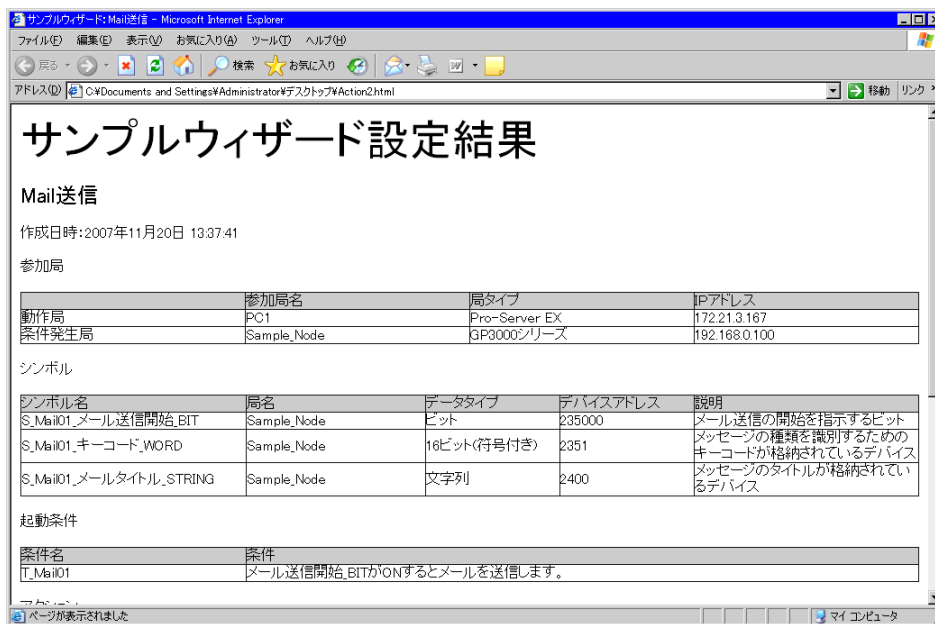 サンプルウィザード:Mail送信 - Microsoft Internet Explorer
ファイル(F) 編集(E) 表示(V) お気に入り(A) ツール(T) ヘルプ(H)
戻る 検索 お気に入り
アドレス(D) C:¥Documents and Settings¥Administrator¥デスクトップ¥Action2.html 移動 リンク
サンプルウィザード設定結果
Mail送信
作成日時:2007年11月20日 13:37:41
参加局
参加局名 局タイプ IPアドレス
動作局 PC1 Pro-Server EX 172.21.3.167
条件発生局 Sample_Node GP3000シリーズ 192.168.0.100
シンボル
シンボル名 局名 データタイプ デバイスアドレス 説明
S_Mail01_メール送信開始_BIT Sample_Node ビット 235000 メール送信の開始を指示するビット
S_Mail01_キーコード_WORD Sample_Node 16ビット(符号付き) 2351 メッセージの種類を識別するための
キーコードが格納されているデバイス
S_Mail01_メールタイトル_STRING Sample_Node 文字列 2400 メッセージのタイトルが格納されてい
るデバイス
起動条件
条件名 条件
T_Mail01 メール送信開始_BITがONするとメールを送信します。
ページが表示されました マイ コンピュータ